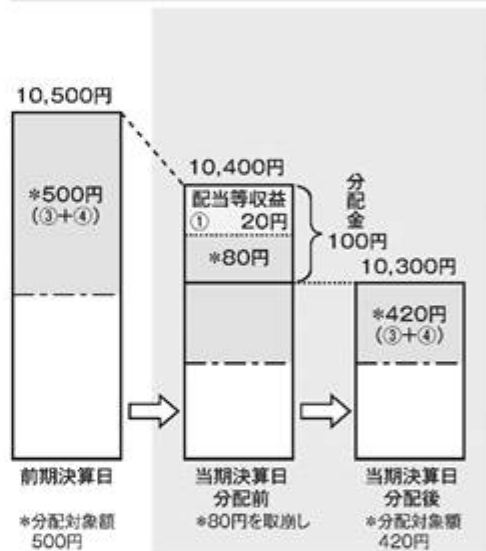 10,500円
*500円
(③+④)
10,400円
配当等収益
① 20円
*80円
分配金
100円
10,300円
*420円
(③+④)
前期決算日
*分配対象額
500円
当期決算日
分配前
*80円を取崩し
当期決算日
分配後
*分配対象額
420円